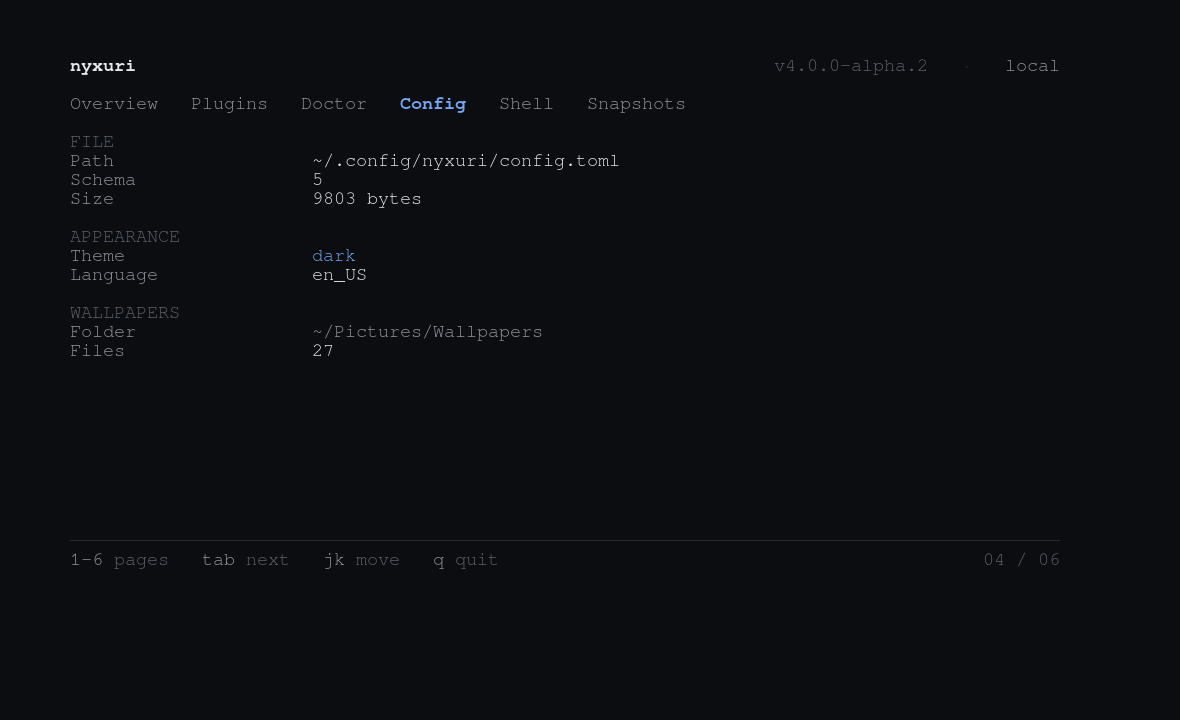 nyxuri v4.0.0-alpha.2 · local
Overview Plugins Doctor Config Shell Snapshots
FILE
Path ~/.config/nyxuri/config.toml
Schema 5
Size 9803 bytes
APPEARANCE
Theme dark
Language en_US
WALLPAPERS
Folder ~/Pictures/Wallpapers
Files 27
1-6 pages tab next jk move q quit 04 / 06